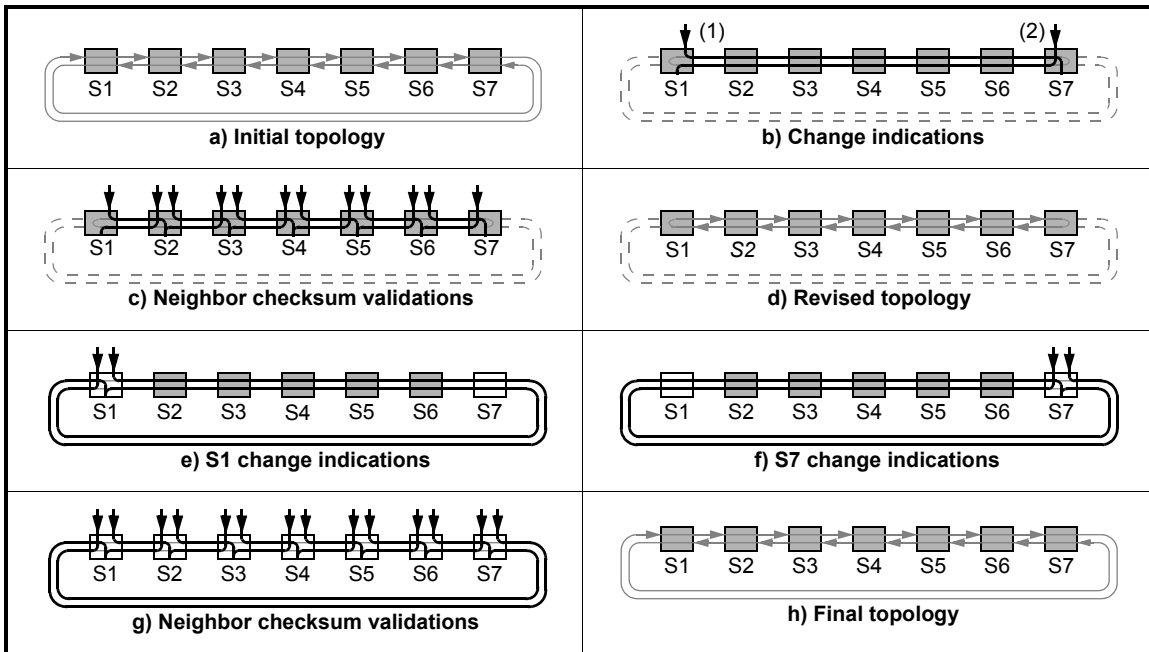 S1 S2 S3 S4 S5 S6 S7
a) Initial topology
(1) (2)
S1 S2 S3 S4 S5 S6 S7
b) Change indications
S1 S2 S3 S4 S5 S6 S7
c) Neighbor checksum validations
S1 S2 S3 S4 S5 S6 S7
d) Revised topology
S1 S2 S3 S4 S5 S6 S7
e) S1 change indications
S1 S2 S3 S4 S5 S6 S7
f) S7 change indications
S1 S2 S3 S4 S5 S6 S7
g) Neighbor checksum validations
S1 S2 S3 S4 S5 S6 S7
h) Final topology